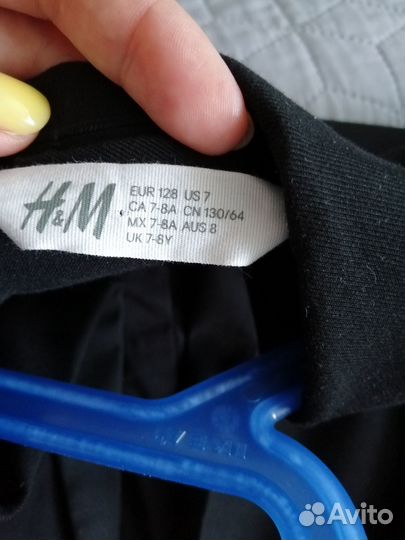 H&M
EUR 128 US 7
CA 7-8A CN 130/64
MX 7-8A AUS 8
UK 7-8Y
Avito